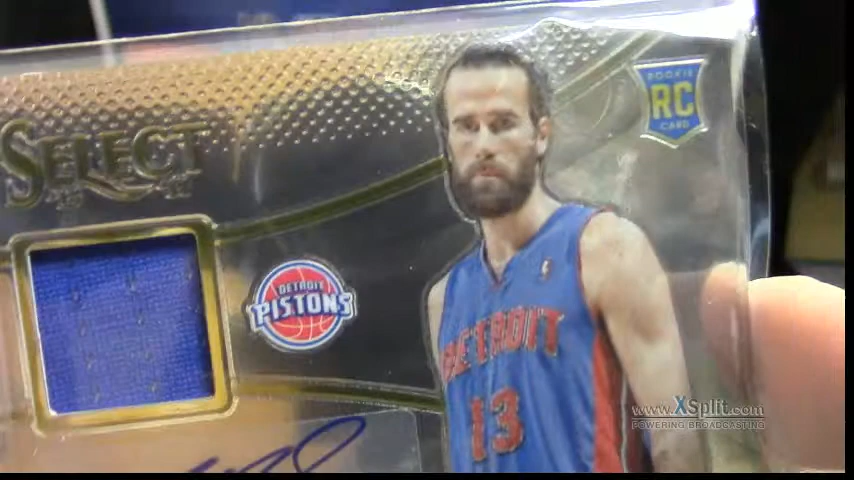 SELECT
ROOKIE
RC
CARD
DETROIT
PISTONS
DETROIT
13
www.XSplit.com
POWERING BROADCASTING